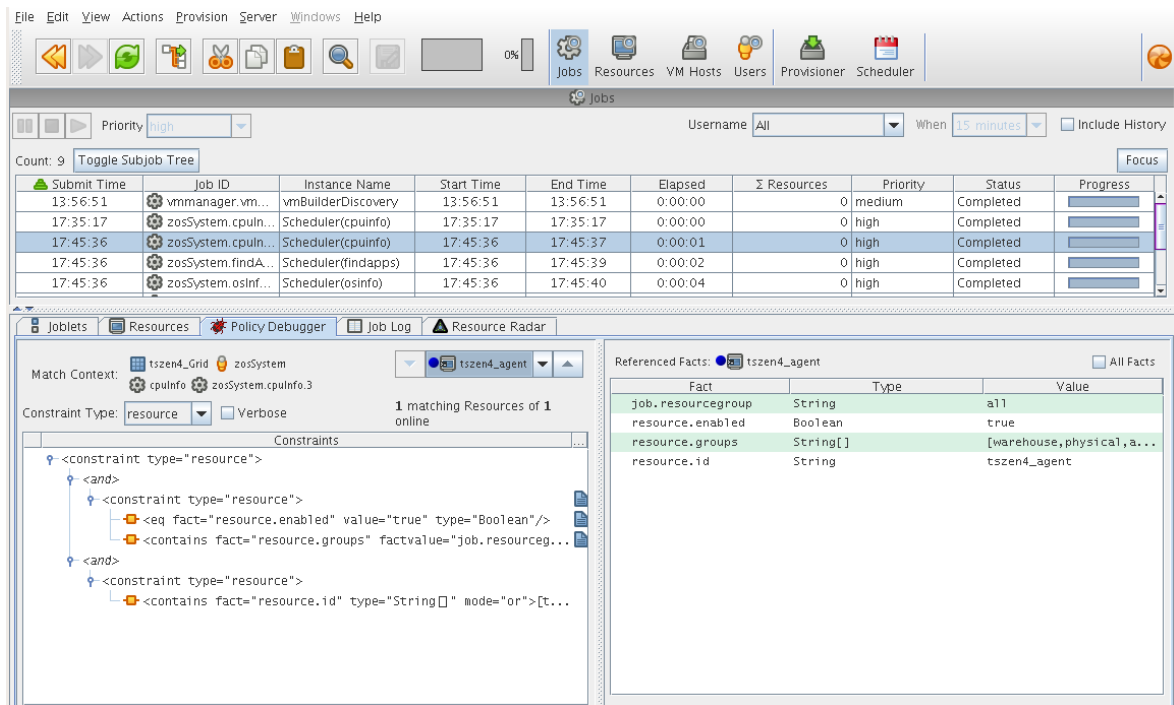 File Edit View Actions Provision Server Windows Help
0%
Jobs Resources VM Hosts Users Provisioner Scheduler
Jobs
Priority high Username All When 15 minutes Include History
Count: 9 Toggle Subjob Tree Focus
Submit Time Job ID Instance Name Start Time End Time Elapsed Σ Resources Priority Status Progress
13:56:51 vmmanager.vm... vmBuilderDiscovery 13:56:51 13:56:51 0:00:00 0 medium Completed
17:35:17 zosSystem.cpuIn... Scheduler(cpuinfo) 17:35:17 17:35:17 0:00:00 0 high Completed
17:45:36 zosSystem.cpuIn... Scheduler(cpuinfo) 17:45:36 17:45:37 0:00:01 0 high Completed
17:45:36 zosSystem.findA... Scheduler(findapps) 17:45:36 17:45:39 0:00:02 0 high Completed
17:45:36 zosSystem.osInf... Scheduler(osinfo) 17:45:36 17:45:40 0:00:04 0 high Completed
Joblets Resources Policy Debugger Job Log Resource Radar
Match Context: tszen4_Grid zosSystem
cpuInfo zosSystem.cpuInfo.3
tszen4_agent
Constraint Type: resource Verbose
1 matching Resources of 1
online
Constraints ...
<constraint type="resource">
<and>
<constraint type="resource">
<eq fact="resource.enabled" value="true" type="Boolean"/>
<contains fact="resource.groups" factvalue="job.resourceg...
<and>
<constraint type="resource">
<contains fact="resource.id" type="String[]" mode="or">[t...
Referenced Facts: tszen4_agent All Facts
Fact Type Value
job.resourcegroup String all
resource.enabled Boolean true
resource.groups String[] [warehouse,physical,a...
resource.id String tszen4_agent